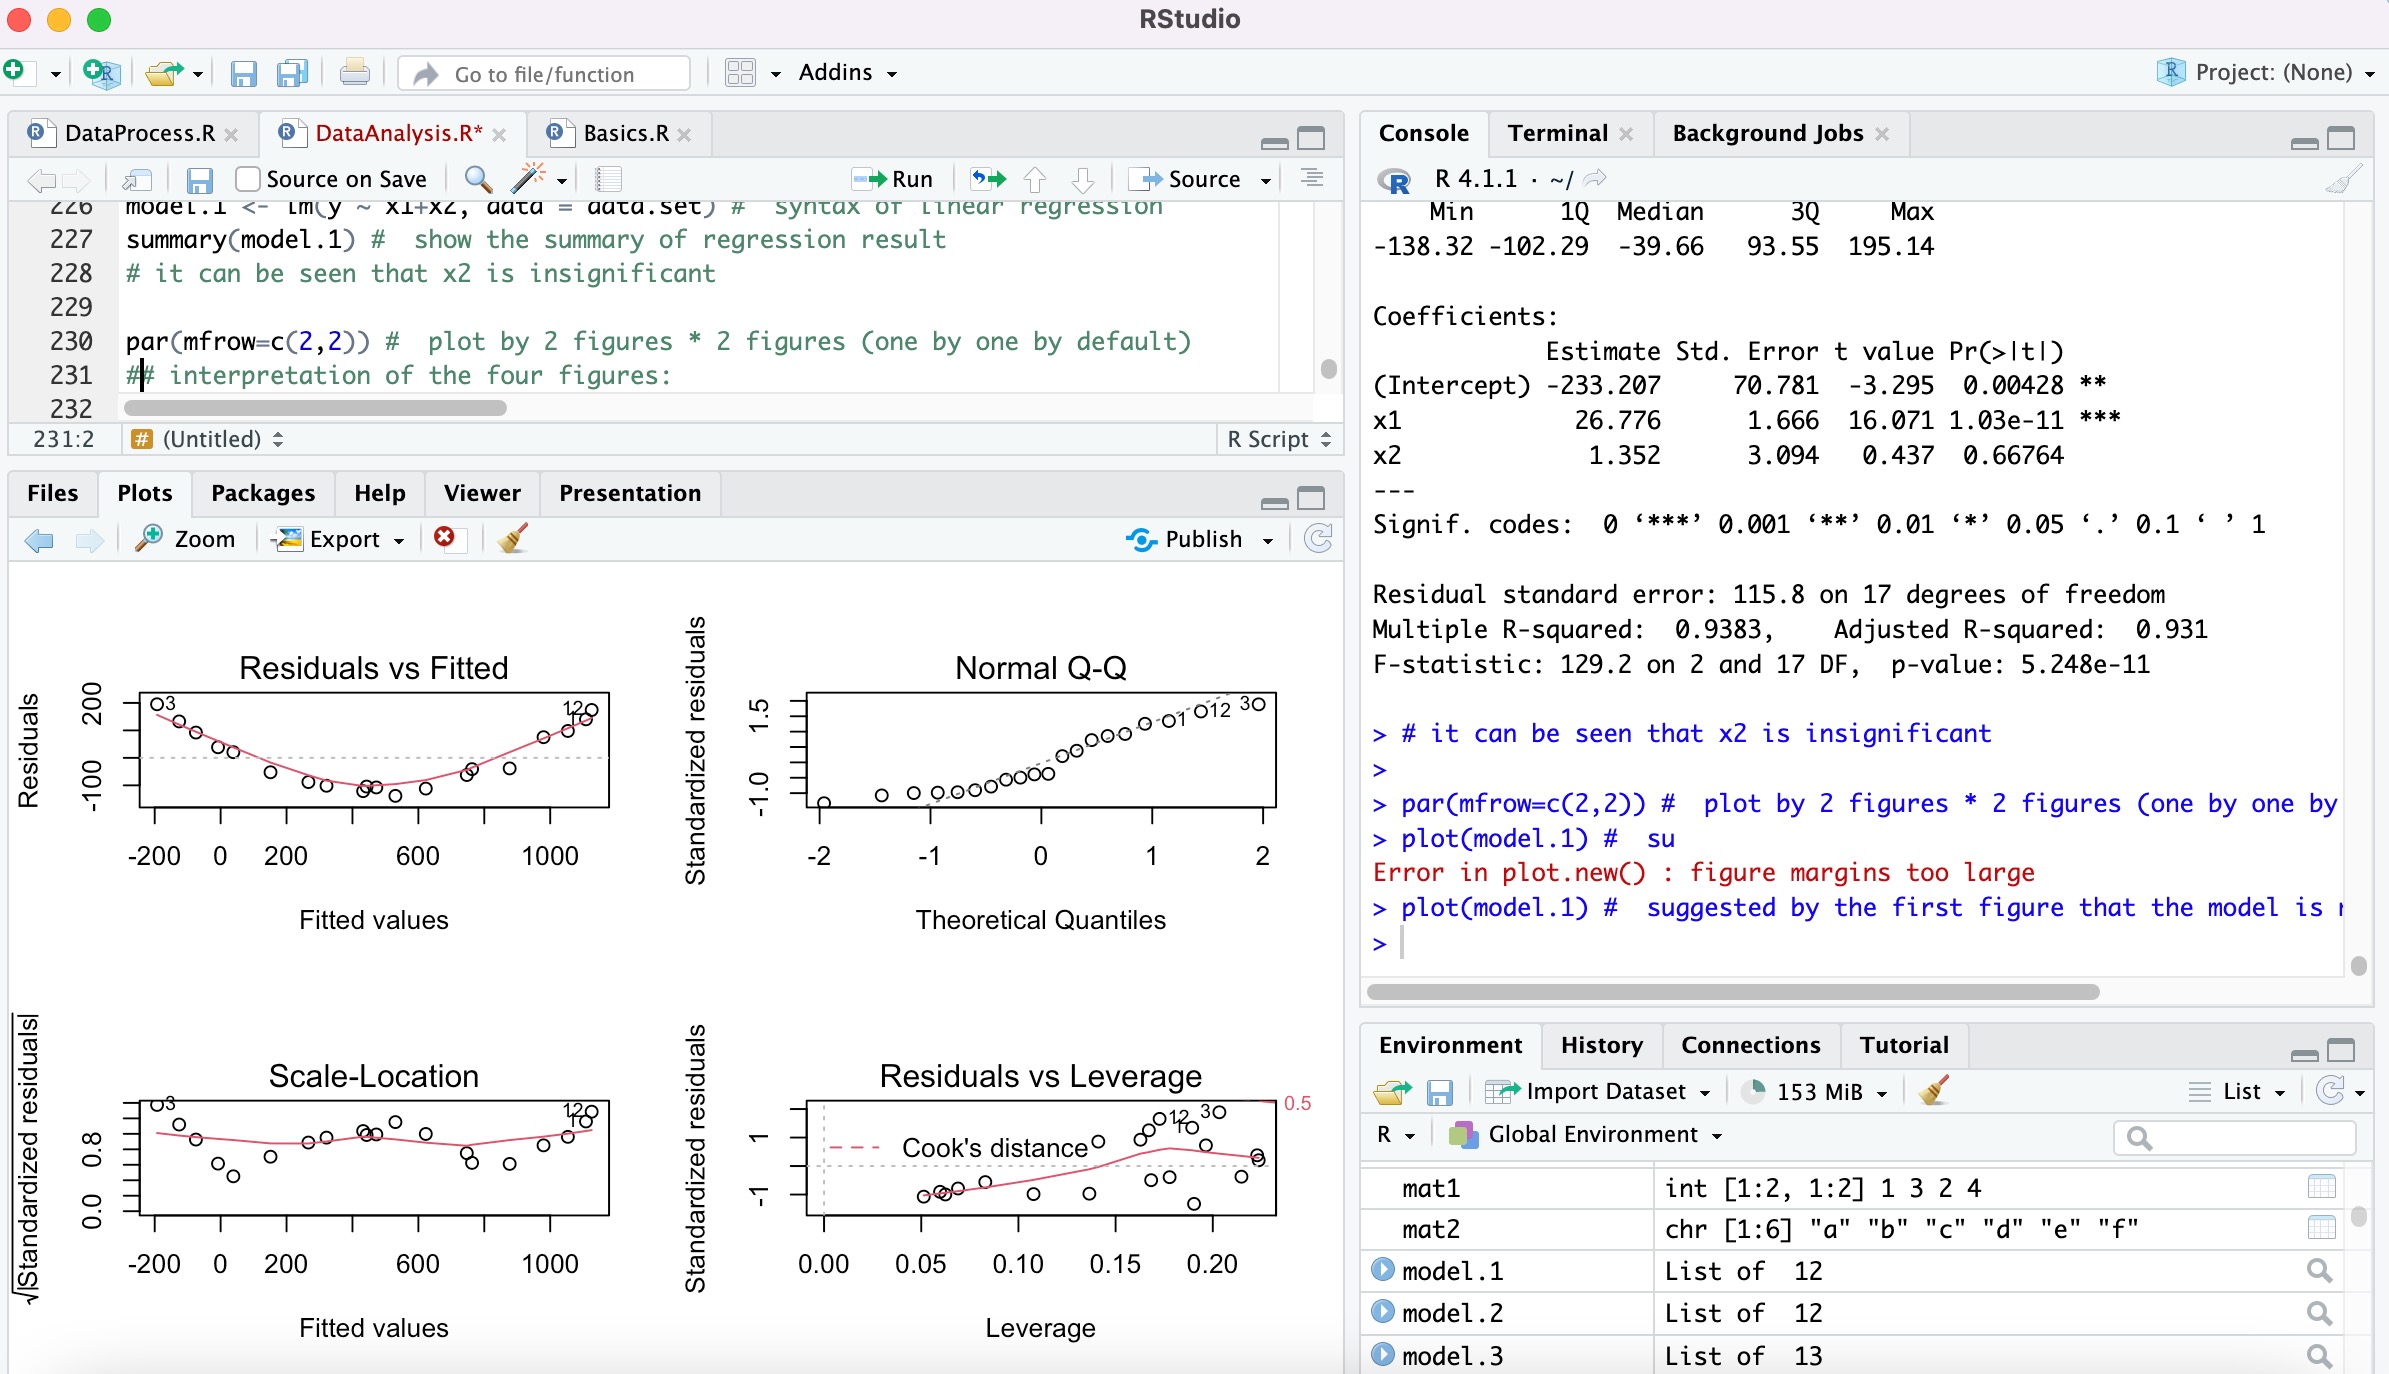 RStudio
Go to file/function
Addins
Project: (None)
DataProcess.R
DataAnalysis.R*
Basics.R
Source on Save
Run
Source
226 model.1 <- lm(y ~ x1+x2, data = data.set) #  syntax of linear regression
227 summary(model.1) #  show the summary of regression result
228 # it can be seen that x2 is insignificant
229
230 par(mfrow=c(2,2)) #  plot by 2 figures * 2 figures (one by one by default)
231 ## interpretation of the four figures:
232
231:2
# (Untitled)
R Script
Files
Plots
Packages
Help
Viewer
Presentation
Zoom
Export
Publish
Residuals vs Fitted
Residuals
200
-100
3
12
-200 0 200 600 1000
Fitted values
Normal Q-Q
Standardized residuals
1.5
-1.0
1
12
3
-2 -1 0 1 2
Theoretical Quantiles
Scale-Location
√|Standardized residuals|
0.8
0.0
3
12
-200 0 200 600 1000
Fitted values
Residuals vs Leverage
Standardized residuals
1
-1
Cook's distance
12
3
0.5
0.00 0.05 0.10 0.15 0.20
Leverage
Console
Terminal
Background Jobs
R 4.1.1 · ~/
Min 1Q Median 3Q Max
-138.32 -102.29 -39.66 93.55 195.14
Coefficients:
Estimate Std. Error t value Pr(>|t|)
(Intercept) -233.207 70.781 -3.295 0.00428 **
x1 26.776 1.666 16.071 1.03e-11 ***
x2 1.352 3.094 0.437 0.66764
---
Signif. codes:  0 ‘***’ 0.001 ‘**’ 0.01 ‘*’ 0.05 ‘.’ 0.1 ‘ ’ 1
Residual standard error: 115.8 on 17 degrees of freedom
Multiple R-squared:  0.9383,    Adjusted R-squared:  0.931
F-statistic: 129.2 on 2 and 17 DF,  p-value: 5.248e-11
> # it can be seen that x2 is insignificant
>
> par(mfrow=c(2,2)) #  plot by 2 figures * 2 figures (one by one by
> plot(model.1) #  su
Error in plot.new() : figure margins too large
> plot(model.1) #  suggested by the first figure that the model is
>
Environment
History
Connections
Tutorial
Import Dataset
153 MiB
List
R
Global Environment
mat1 int [1:2, 1:2] 1 3 2 4
mat2 chr [1:6] "a" "b" "c" "d" "e" "f"
model.1 List of  12
model.2 List of  12
model.3 List of  13